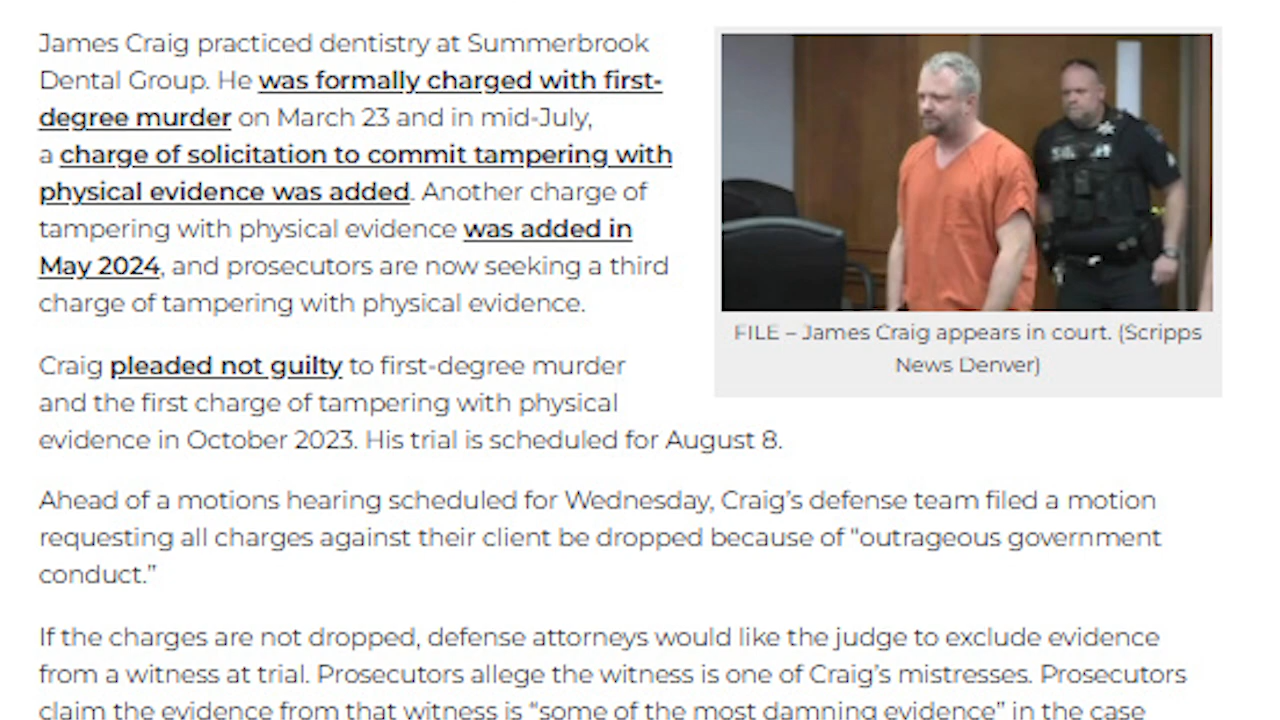 James Craig practiced dentistry at Summerbrook
Dental Group. He was formally charged with first-
degree murder on March 23 and in mid-July,
a charge of solicitation to commit tampering with
physical evidence was added. Another charge of
tampering with physical evidence was added in
May 2024, and prosecutors are now seeking a third
charge of tampering with physical evidence.
FILE – James Craig appears in court. (Scripps
News Denver)
Craig pleaded not guilty to first-degree murder
and the first charge of tampering with physical
evidence in October 2023. His trial is scheduled for August 8.
Ahead of a motions hearing scheduled for Wednesday, Craig’s defense team filed a motion
requesting all charges against their client be dropped because of “outrageous government
conduct.”
If the charges are not dropped, defense attorneys would like the judge to exclude evidence
from a witness at trial. Prosecutors allege the witness is one of Craig’s mistresses. Prosecutors
claim the evidence from that witness is “some of the most damning evidence” in the case